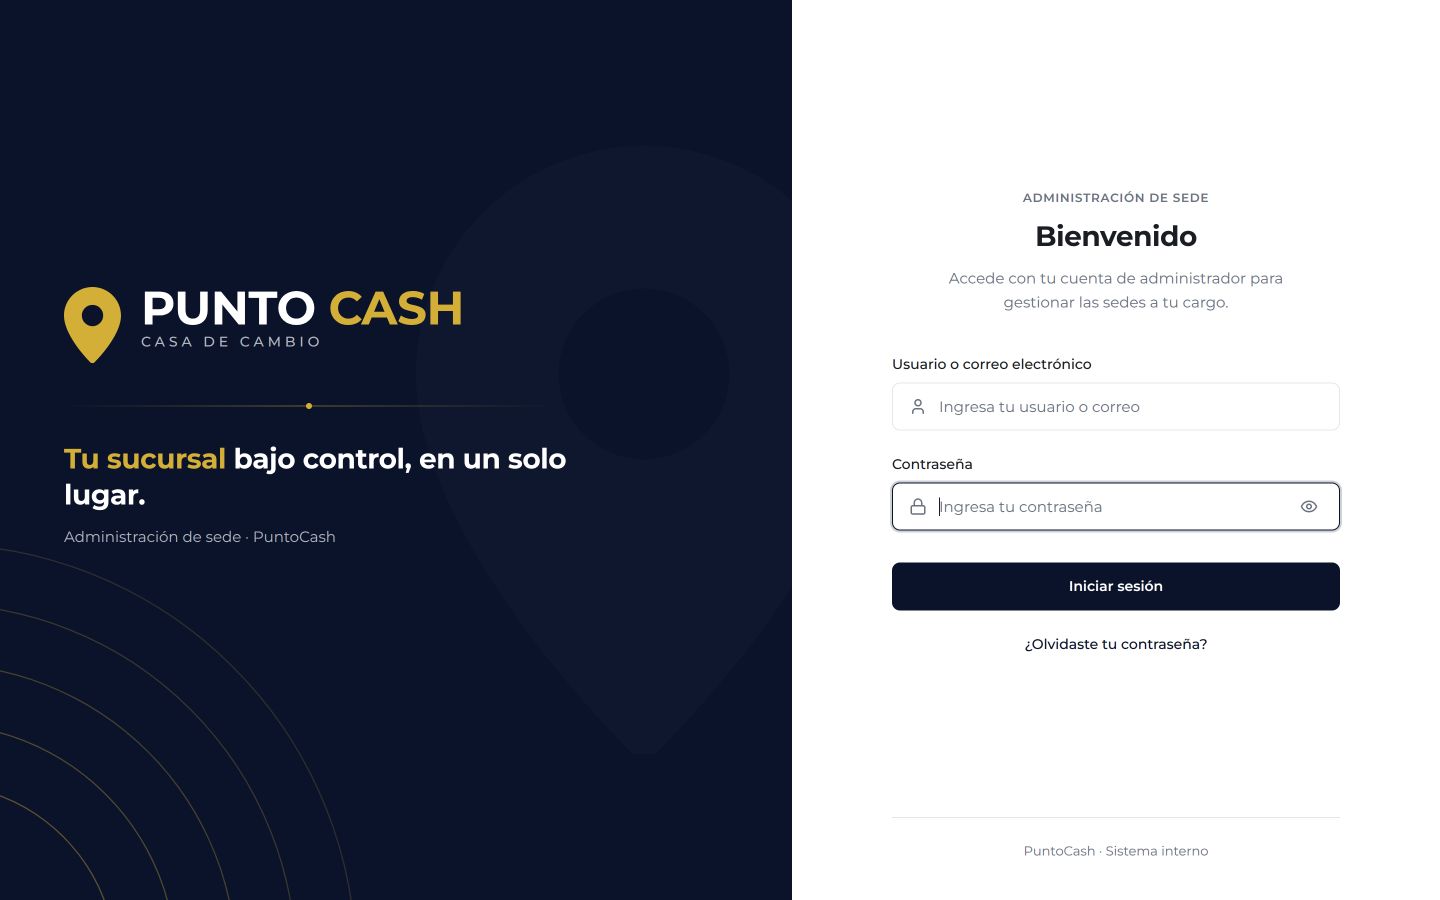 PUNTO CASH
CASA DE CAMBIO
Tu sucursal bajo control, en un solo
lugar.
Administración de sede · PuntoCash
ADMINISTRACIÓN DE SEDE
Bienvenido
Accede con tu cuenta de administrador para
gestionar las sedes a tu cargo.
Usuario o correo electrónico
Ingresa tu usuario o correo
Contraseña
Ingresa tu contraseña
Iniciar sesión
¿Olvidaste tu contraseña?
PuntoCash · Sistema interno